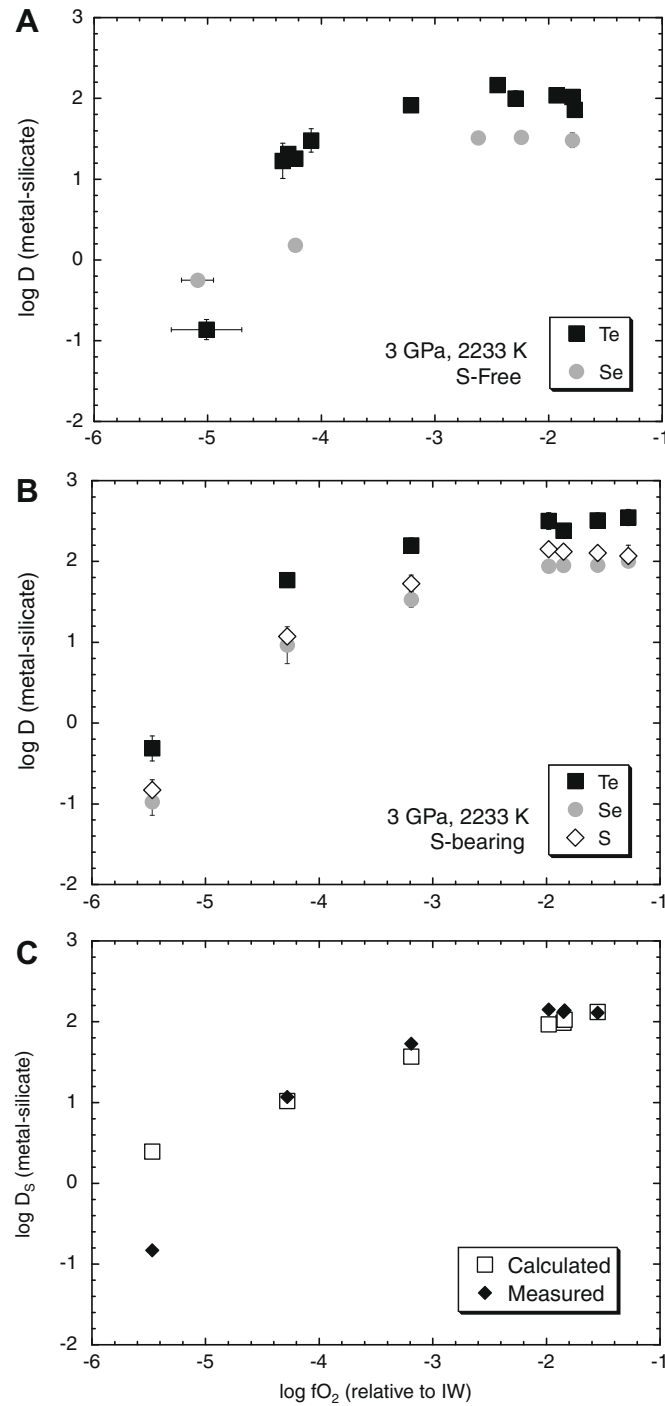 A
3
2
1
0
-1
-2
log D (metal-silicate)
3 GPa, 2233 K
S-Free
Te
Se
-6 -5 -4 -3 -2 -1
B
3
2
1
0
-1
-2
log D (metal-silicate)
3 GPa, 2233 K
S-bearing
Te
Se
S
-6 -5 -4 -3 -2 -1
C
3
2
1
0
-1
-2
log D_S (metal-silicate)
Calculated
Measured
-6 -5 -4 -3 -2 -1
log fO₂ (relative to IW)